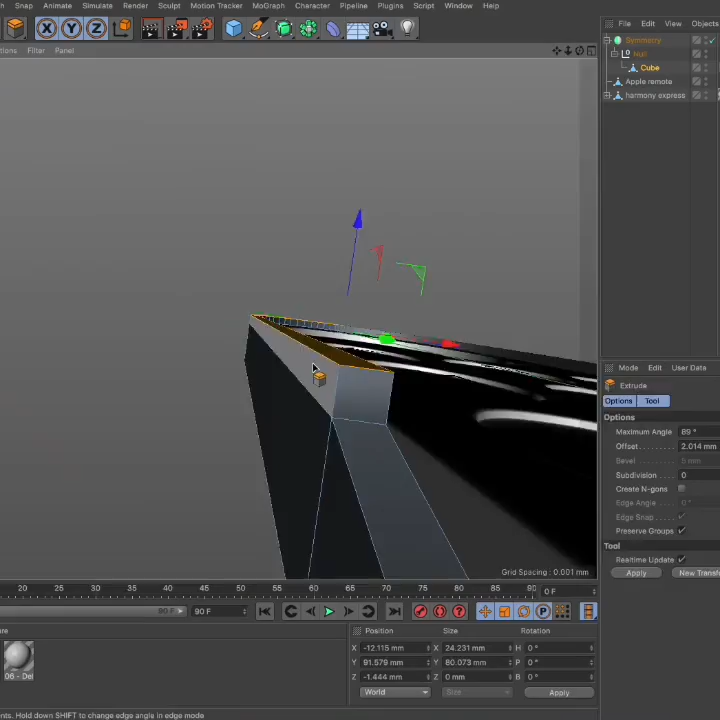 Snap Animate Simulate Render Sculpt Motion Tracker MoGraph Character Pipeline Plugins Script Window Help
Filter Panel
File Edit View Objects
Symmetry
Null
Cube
Apple remote
harmony express
Mode Edit User Data
Extrude
Options Tool
Options
Maximum Angle 89 °
Offset 2.014 mm
Bevel 5 mm
Subdivision 0
Create N-gons
Edge Angle 0 °
Edge Snap
Preserve Groups
Tool
Realtime Update
Apply New Transf
Grid Spacing : 0.001 mm
20 25 30 35 40 45 50 55 60 65 70 75 80 85 90 0 F
90 F 90 F
Position Size Rotation
X -12.115 mm X 24.231 mm H 0 °
Y 91.579 mm Y 80.073 mm P 0 °
Z -1.444 mm Z 0 mm B 0 °
World Size Apply
06 - Del
Hold down SHIFT to change edge angle in edge mode